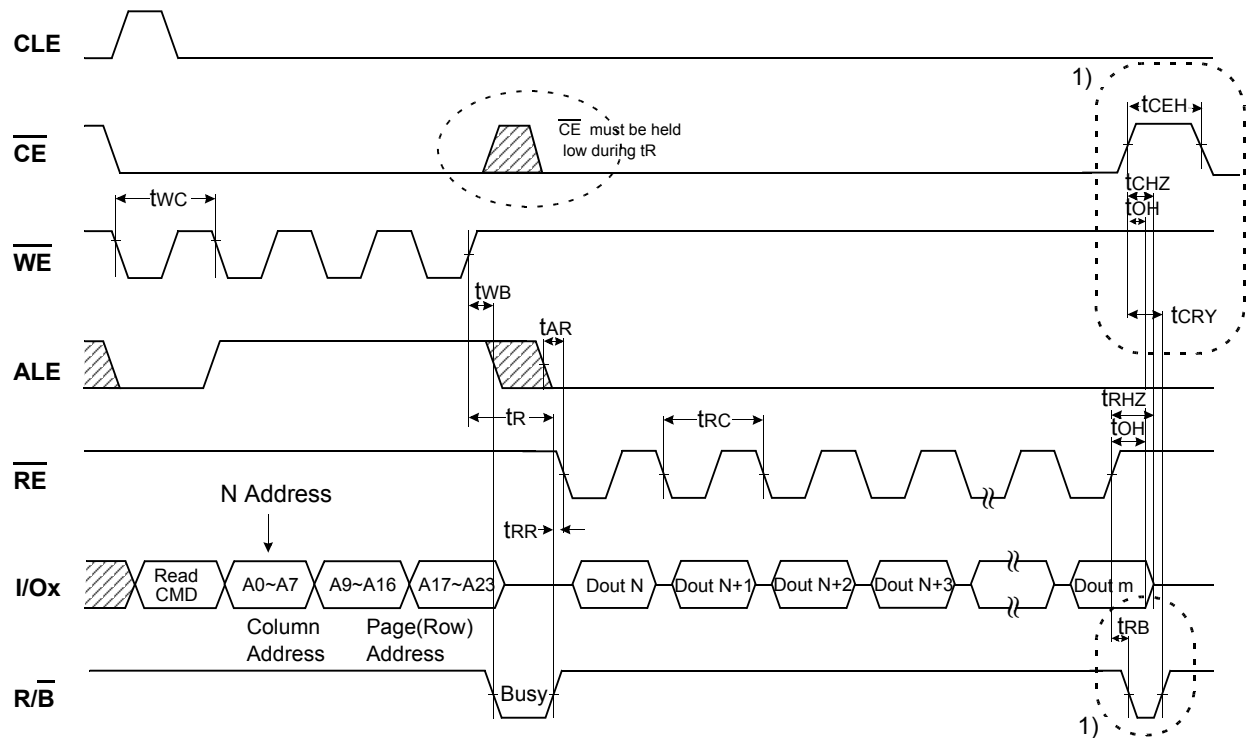 CLE
1)
tCEH
CE
CE must be held
low during tR
tCHZ
tOH
tWC
WE
tWB
tCRY
tAR
ALE
tRHZ
tR
tRC
tOH
RE
N Address
tRR
I/Ox
Read
CMD
A0~A7
A9~A16
A17~A23
Dout N
Dout N+1
Dout N+2
Dout N+3
Dout m
Column
Address
Page(Row)
Address
tRB
R/B
Busy
1)